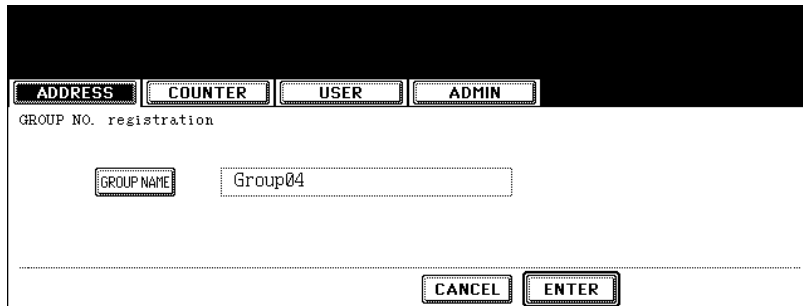 ADDRESS COUNTER USER ADMIN
GROUP NO. registration
GROUP NAME Group04
CANCEL ENTER